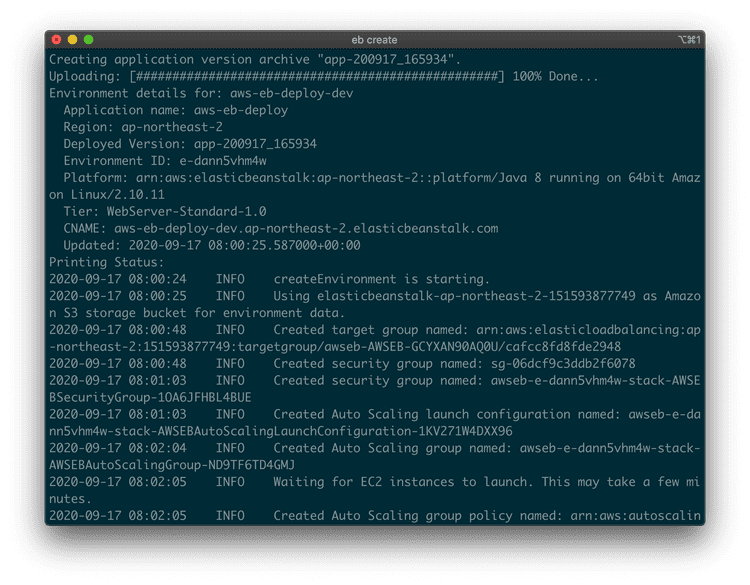 eb create
⌥⌘1
Creating application version archive "app-200917_165934".
Uploading: [##################################################] 100% Done...
Environment details for: aws-eb-deploy-dev
  Application name: aws-eb-deploy
  Region: ap-northeast-2
  Deployed Version: app-200917_165934
  Environment ID: e-dann5vhm4w
  Platform: arn:aws:elasticbeanstalk:ap-northeast-2::platform/Java 8 running on 64bit Amaz
on Linux/2.10.11
  Tier: WebServer-Standard-1.0
  CNAME: aws-eb-deploy-dev.ap-northeast-2.elasticbeanstalk.com
  Updated: 2020-09-17 08:00:25.587000+00:00
Printing Status:
2020-09-17 08:00:24    INFO    createEnvironment is starting.
2020-09-17 08:00:25    INFO    Using elasticbeanstalk-ap-northeast-2-151593877749 as Amazo
n S3 storage bucket for environment data.
2020-09-17 08:00:48    INFO    Created target group named: arn:aws:elasticloadbalancing:ap
-northeast-2:151593877749:targetgroup/awseb-AWSEB-GCYXAN90AQ0U/cafcc8fd8fde2948
2020-09-17 08:00:48    INFO    Created security group named: sg-06dcf9c3ddb2f6078
2020-09-17 08:01:03    INFO    Created security group named: awseb-e-dann5vhm4w-stack-AWSE
BSecurityGroup-1OA6JFHBL4BUE
2020-09-17 08:01:03    INFO    Created Auto Scaling launch configuration named: awseb-e-da
nn5vhm4w-stack-AWSEBAutoScalingLaunchConfiguration-1KV271W4DXX96
2020-09-17 08:02:04    INFO    Created Auto Scaling group named: awseb-e-dann5vhm4w-stack-
AWSEBAutoScalingGroup-ND9TF6TD4GMJ
2020-09-17 08:02:05    INFO    Waiting for EC2 instances to launch. This may take a few mi
nutes.
2020-09-17 08:02:05    INFO    Created Auto Scaling group policy named: arn:aws:autoscalin